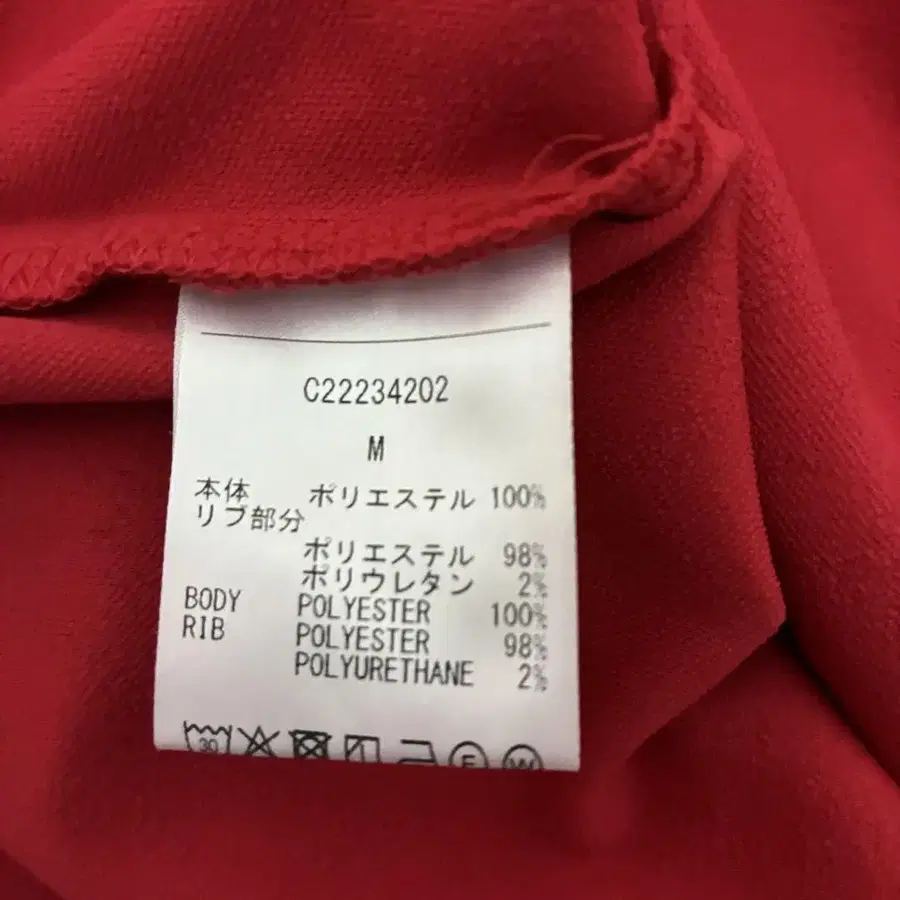 C22234202
M
本体 ポリエステル 100%
リブ部分
ポリエステル 98%
ポリウレタン 2%
BODY POLYESTER 100%
RIB POLYESTER 98%
POLYURETHANE 2%
30 F W